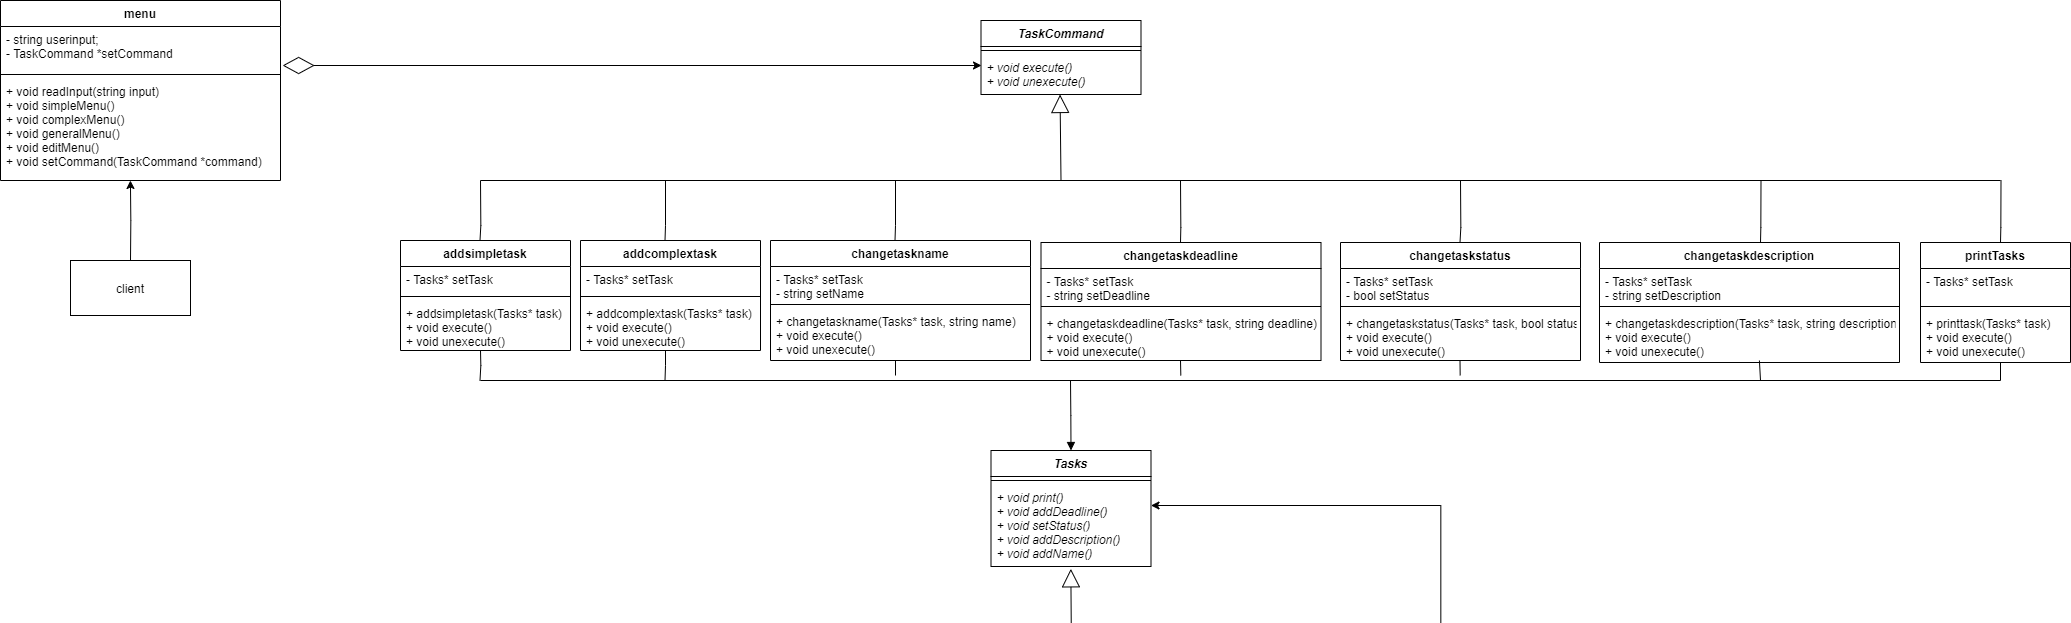 menu
- string userinput;
- TaskCommand *setCommand
+ void readInput(string input)
+ void simpleMenu()
+ void complexMenu()
+ void generalMenu()
+ void editMenu()
+ void setCommand(TaskCommand *command)
client
TaskCommand
+ void execute()
+ void unexecute()
addsimpletask
- Tasks* setTask
+ addsimpletask(Tasks* task)
+ void execute()
+ void unexecute()
addcomplextask
- Tasks* setTask
+ addcomplextask(Tasks* task)
+ void execute()
+ void unexecute()
changetaskname
- Tasks* setTask
- string setName
+ changetaskname(Tasks* task, string name)
+ void execute()
+ void unexecute()
changetaskdeadline
- Tasks* setTask
- string setDeadline
+ changetaskdeadline(Tasks* task, string deadline)
+ void execute()
+ void unexecute()
changetaskstatus
- Tasks* setTask
- bool setStatus
+ changetaskstatus(Tasks* task, bool status
+ void execute()
+ void unexecute()
changetaskdescription
- Tasks* setTask
- string setDescription
+ changetaskdescription(Tasks* task, string description
+ void execute()
+ void unexecute()
printTasks
- Tasks* setTask
+ printtask(Tasks* task)
+ void execute()
+ void unexecute()
Tasks
+ void print()
+ void addDeadline()
+ void setStatus()
+ void addDescription()
+ void addName()